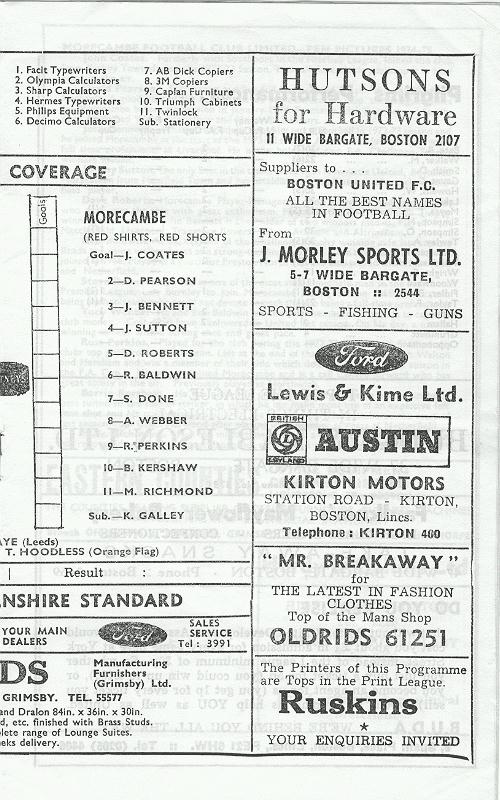 1. Facit Typewriters
2. Olympia Calculators
3. Sharp Calculators
4. Hermes Typewriters
5. Philips Equipment
6. Decimo Calculators
7. AB Dick Copiers
8. 3M Copiers
9. Caplan Furniture
10. Triumph Cabinets
11. Twinlock
Sub. Stationery
COVERAGE
Goals
MORECAMBE
(RED SHIRTS, RED SHORTS
Goal—J. COATES
2—D. PEARSON
3—J. BENNETT
4—J. SUTTON
5—D. ROBERTS
6—R. BALDWIN
7—S. DONE
8—A. WEBBER
9—R. PERKINS
10—B. KERSHAW
11—M. RICHMOND
Sub.—K. GALLEY
AYE (Leeds)
T. HOODLESS (Orange Flag)
Result :
NSHIRE STANDARD
YOUR MAIN
DEALERS
Ford
SALES
SERVICE
Tel : 3991
DS
Manufacturing
Furnishers
(Grimsby) Ltd.
GRIMSBY. TEL. 55577
and Dralon 84in. x 36in. x 30in.
d, etc. finished with Brass Studs.
plete range of Lounge Suites.
eks delivery.
HUTSONS
for Hardware
11 WIDE BARGATE, BOSTON 2107
Suppliers to . . .
BOSTON UNITED F.C.
ALL THE BEST NAMES
IN FOOTBALL
From
J. MORLEY SPORTS LTD.
5-7 WIDE BARGATE,
BOSTON :: 2544
SPORTS - FISHING - GUNS
Ford
Lewis & Kime Ltd.
BRITISH
LEYLAND
AUSTIN
KIRTON MOTORS
STATION ROAD - KIRTON,
BOSTON, Lincs.
Telephone : KIRTON 400
" MR. BREAKAWAY "
for
THE LATEST IN FASHION
CLOTHES
Top of the Mans Shop
OLDRIDS 61251
The Printers of this Programme
are Tops in the Print League.
Ruskins
★
YOUR ENQUIRIES INVITED